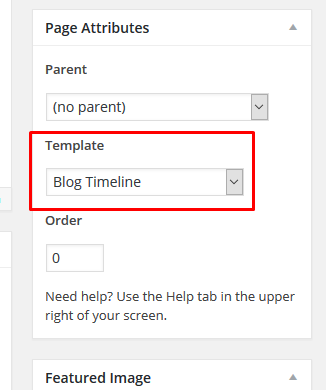 Page Attributes
Parent
(no parent)
Template
Blog Timeline
Order
0
Need help? Use the Help tab in the upper
right of your screen.
Featured Image